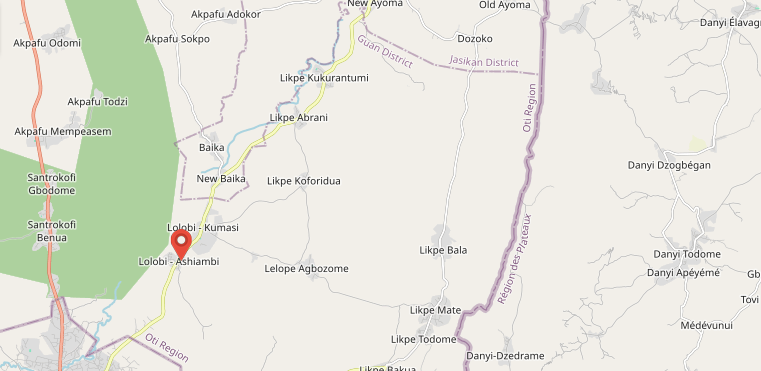 New Ayoma
Old Ayoma
Akpafu Adokor
Danyi Élavagn
Akpafu Odomi
Akpafu Sokpo
Guan District
Dozoko
Jasikan District
Likpe Kukurantumi
Akpafu Todzi
Oti Region
Likpe Abrani
Akpafu Mempeasem
Baika
Danyi Dzogbégan
Santrokofi
Gbodome
New Baika
Likpe Koforidua
Santrokofi
Benua
Lolobi - Kumasi
Région des Plateaux
Likpe Bala
Danyi Todome
Lolobi - Ashiambi
Lelope Agbozome
Danyi Apéyémé
Gb
Tovi
Likpe Mate
Médévunui
Oti Region
Likpe Todome
Danyi-Dzedrame
Likpe Bakua